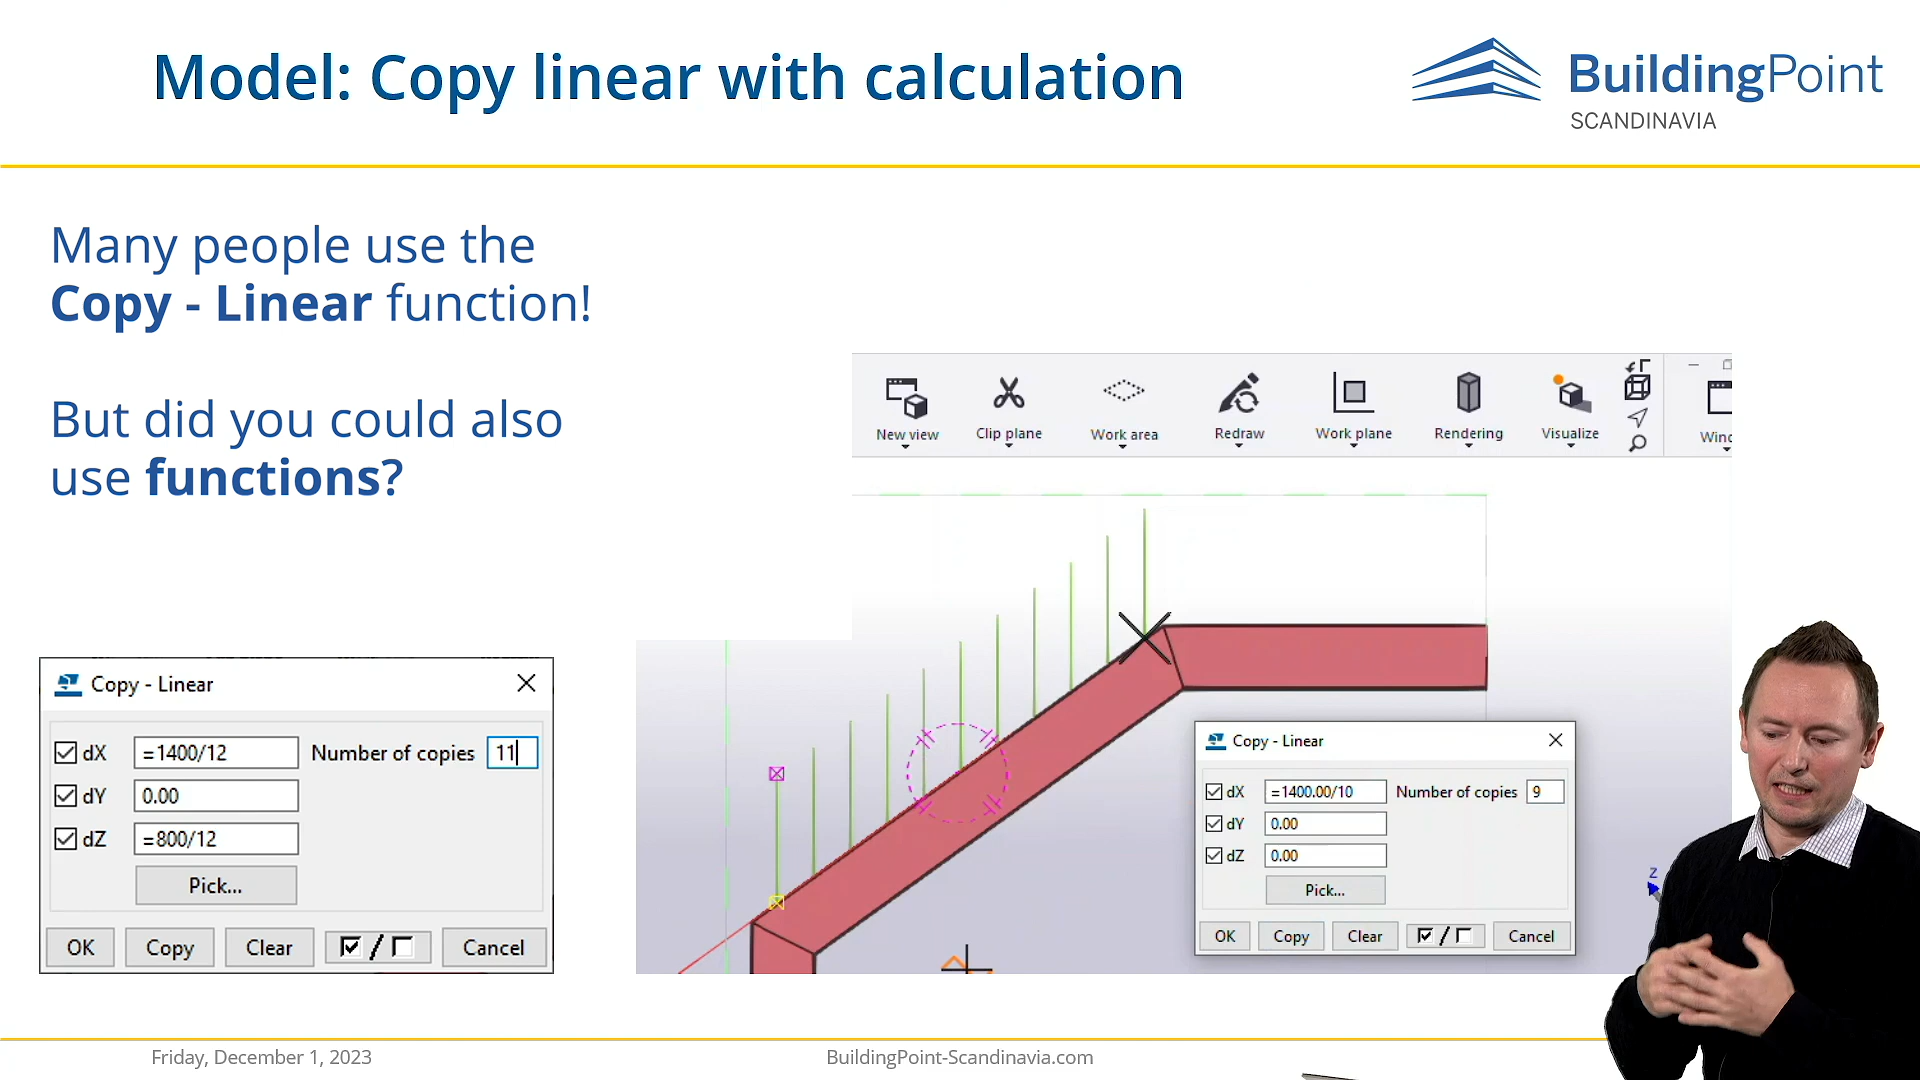 Model: Copy linear with calculation
BuildingPoint
SCANDINAVIA
Many people use the
Copy - Linear function!
But did you could also
use functions?
New view
Clip plane
Work area
Redraw
Work plane
Rendering
Visualize
Winc
Copy - Linear
dX =1400/12 Number of copies 11
dY 0.00
dZ =800/12
Pick...
OK Copy Clear / Cancel
Copy - Linear
dX =1400.00/10 Number of copies 9
dY 0.00
dZ 0.00
Pick...
OK Copy Clear / Cancel
z
Friday, December 1, 2023
BuildingPoint-Scandinavia.com